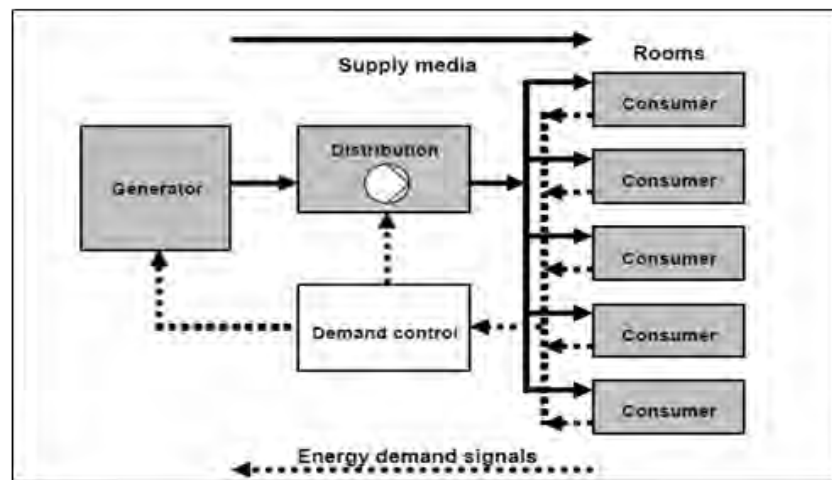 Supply media
Rooms
Consumer
Distribution
Generator
Consumer
Consumer
Demand control
Consumer
Consumer
Energy demand signals